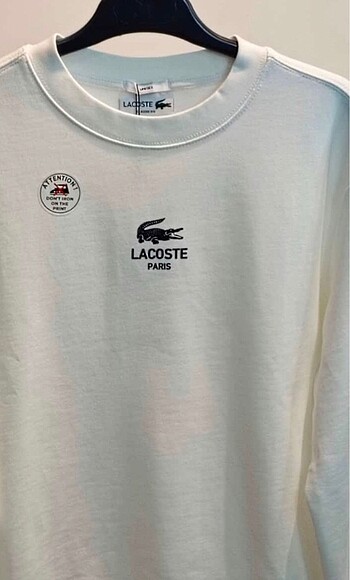 LACOSTE
ATTENTION!
DON'T IRON
ON THE
PRINT
LACOSTE
PARIS